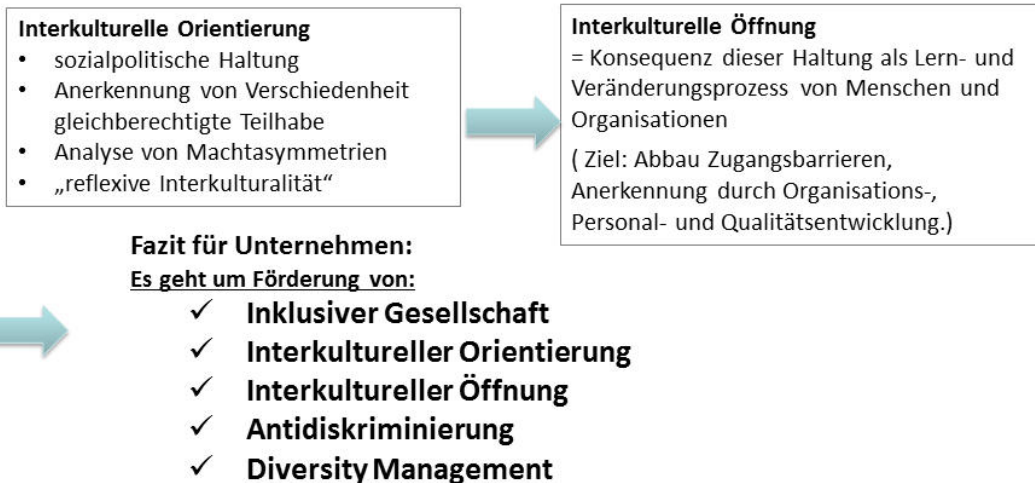 Interkulturelle Orientierung
• sozialpolitische Haltung
• Anerkennung von Verschiedenheit
gleichberechtigte Teilhabe
• Analyse von Machtasymmetrien
• „reflexive Interkulturalität“
Interkulturelle Öffnung
= Konsequenz dieser Haltung als Lern- und
Veränderungsprozess von Menschen und
Organisationen
( Ziel: Abbau Zugangsbarrieren,
Anerkennung durch Organisations-,
Personal- und Qualitätsentwicklung.)
Fazit für Unternehmen:
Es geht um Förderung von:
✓ Inklusiver Gesellschaft
✓ Interkultureller Orientierung
✓ Interkultureller Öffnung
✓ Antidiskriminierung
✓ Diversity Management